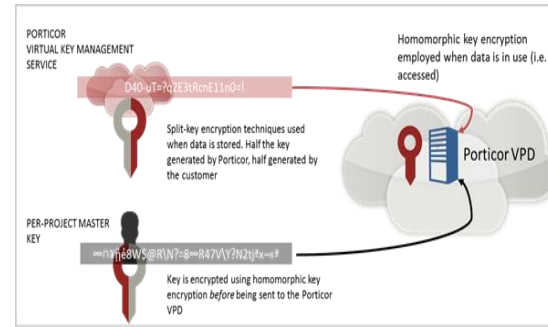 PORTICOR
VIRTUAL KEY MANAGEMENT
SERVICE
Split-key encryption techniques used
when data is stored. Half the key
generated by Porticor, half generated by
the customer
Homomorphic key encryption
employed when data is in use (i.e.
accessed)
Porticor VPD
PER-PROJECT MASTER
KEY
Key is encrypted using homomorphic key
encryption before being sent to the Porticor
VPD